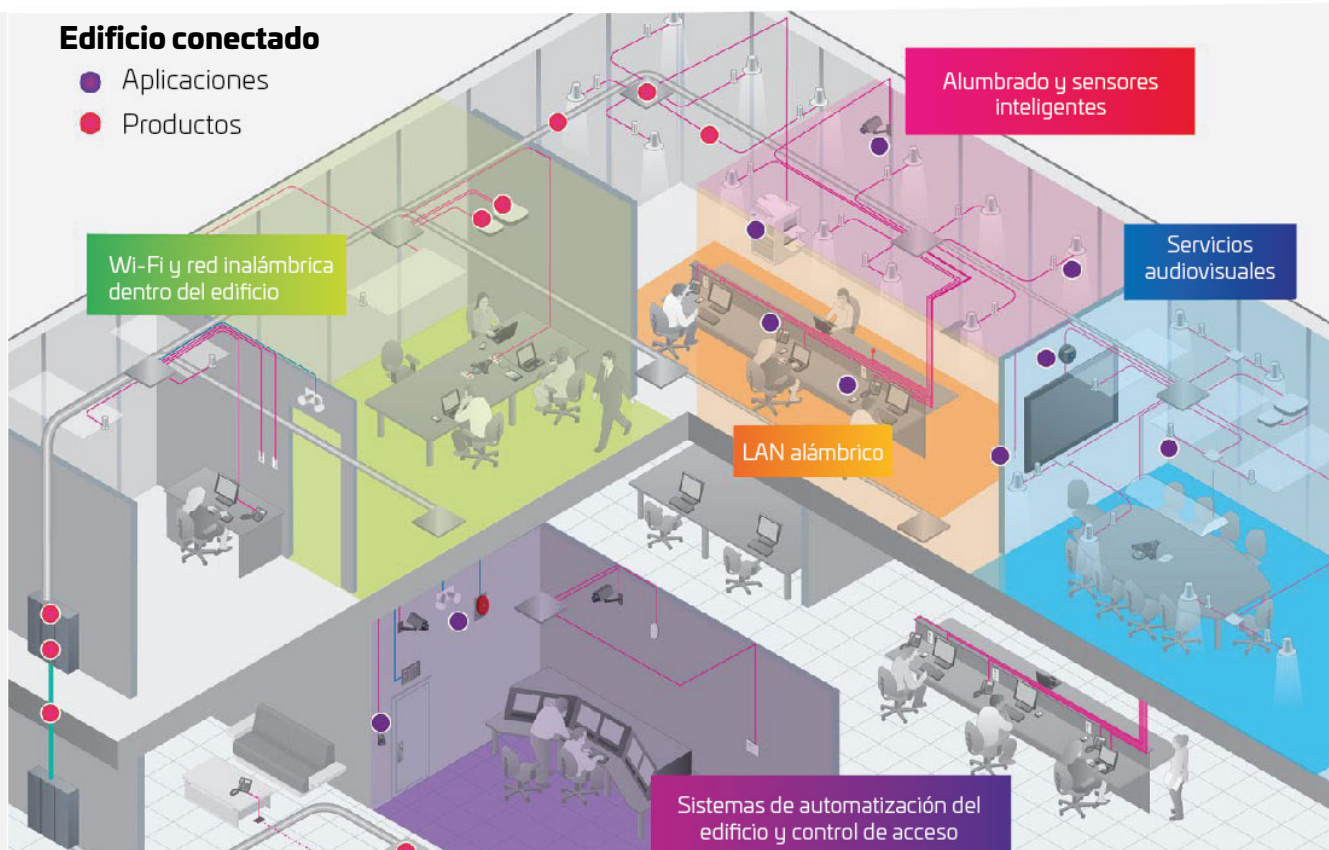 Edificio conectado
Aplicaciones
Productos
Alumbrado y sensores
inteligentes
Wi-Fi y red inalámbrica
dentro del edificio
Servicios
audiovisuales
LAN alámbrico
Sistemas de automatización del
edificio y control de acceso